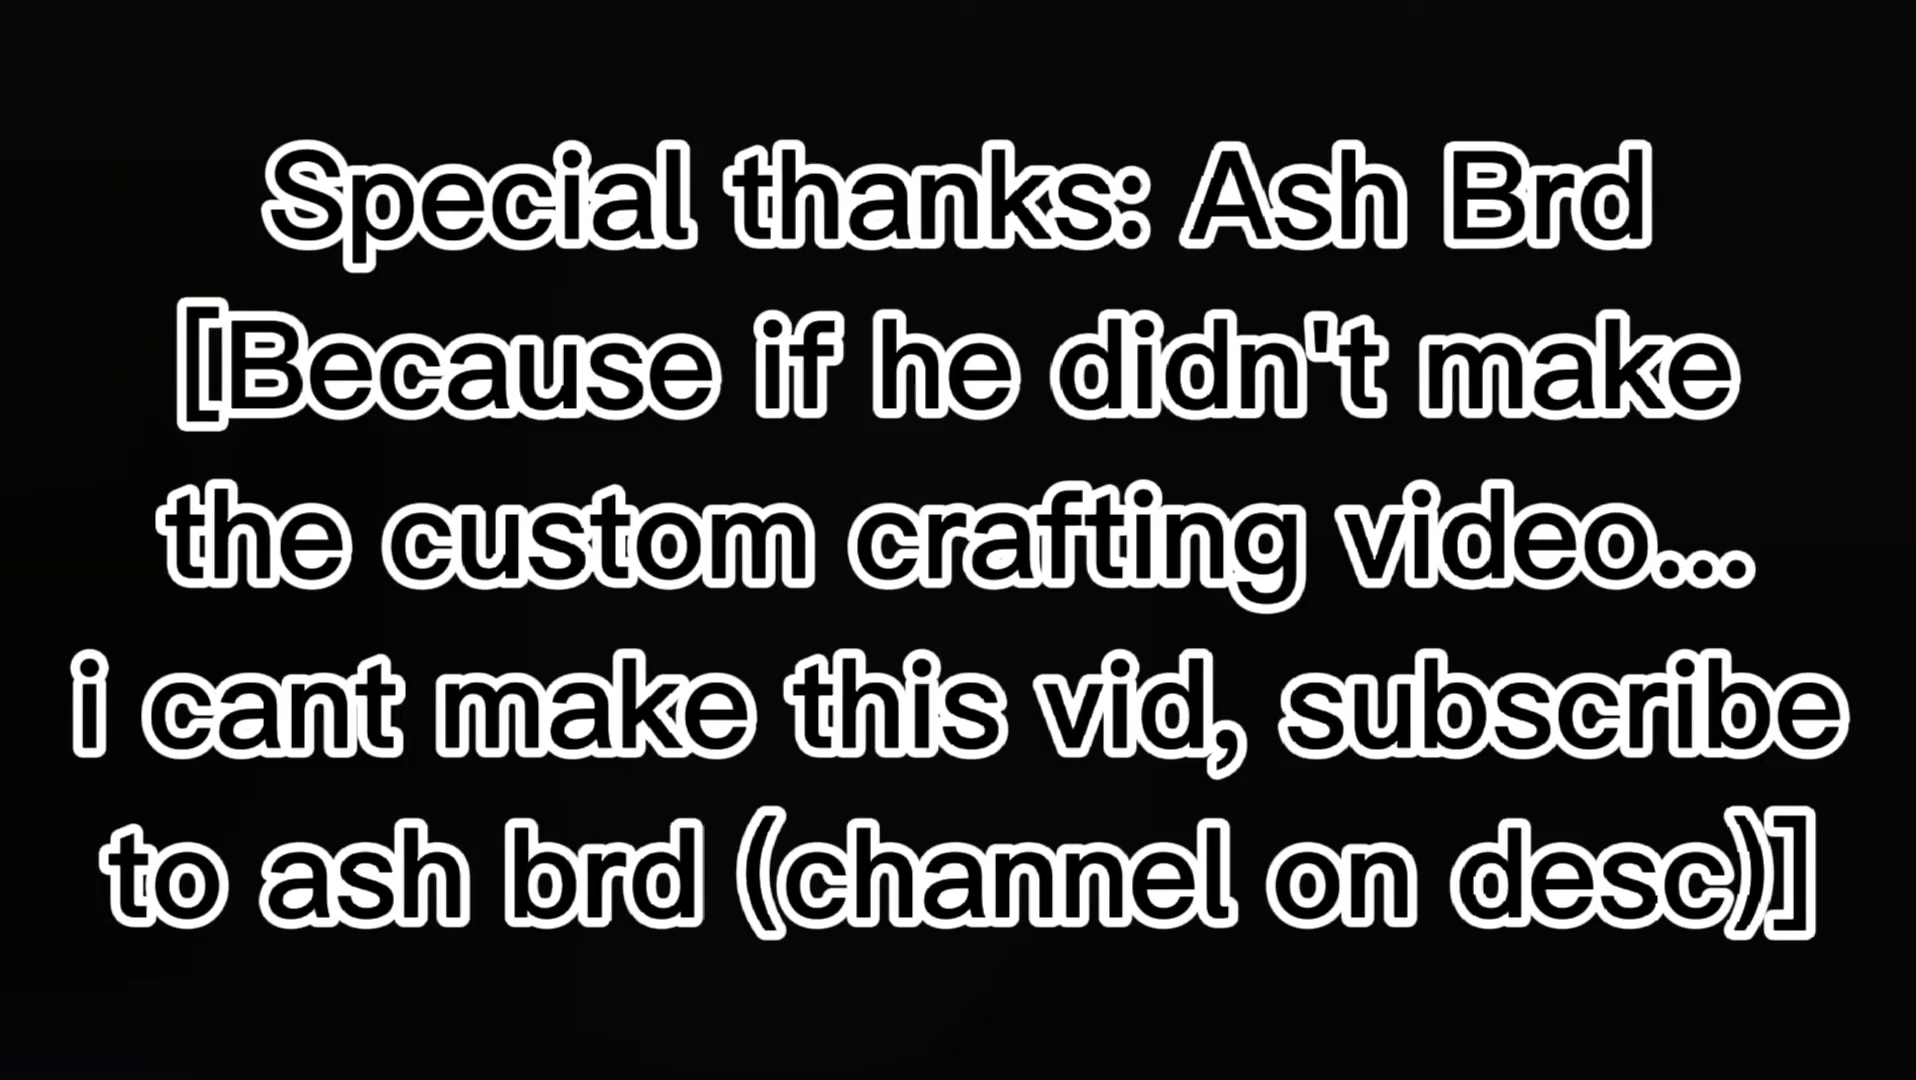 Special thanks: Ash Brd
[Because if he didn't make
the custom crafting video...
i cant make this vid, subscribe
to ash brd (channel on desc)]